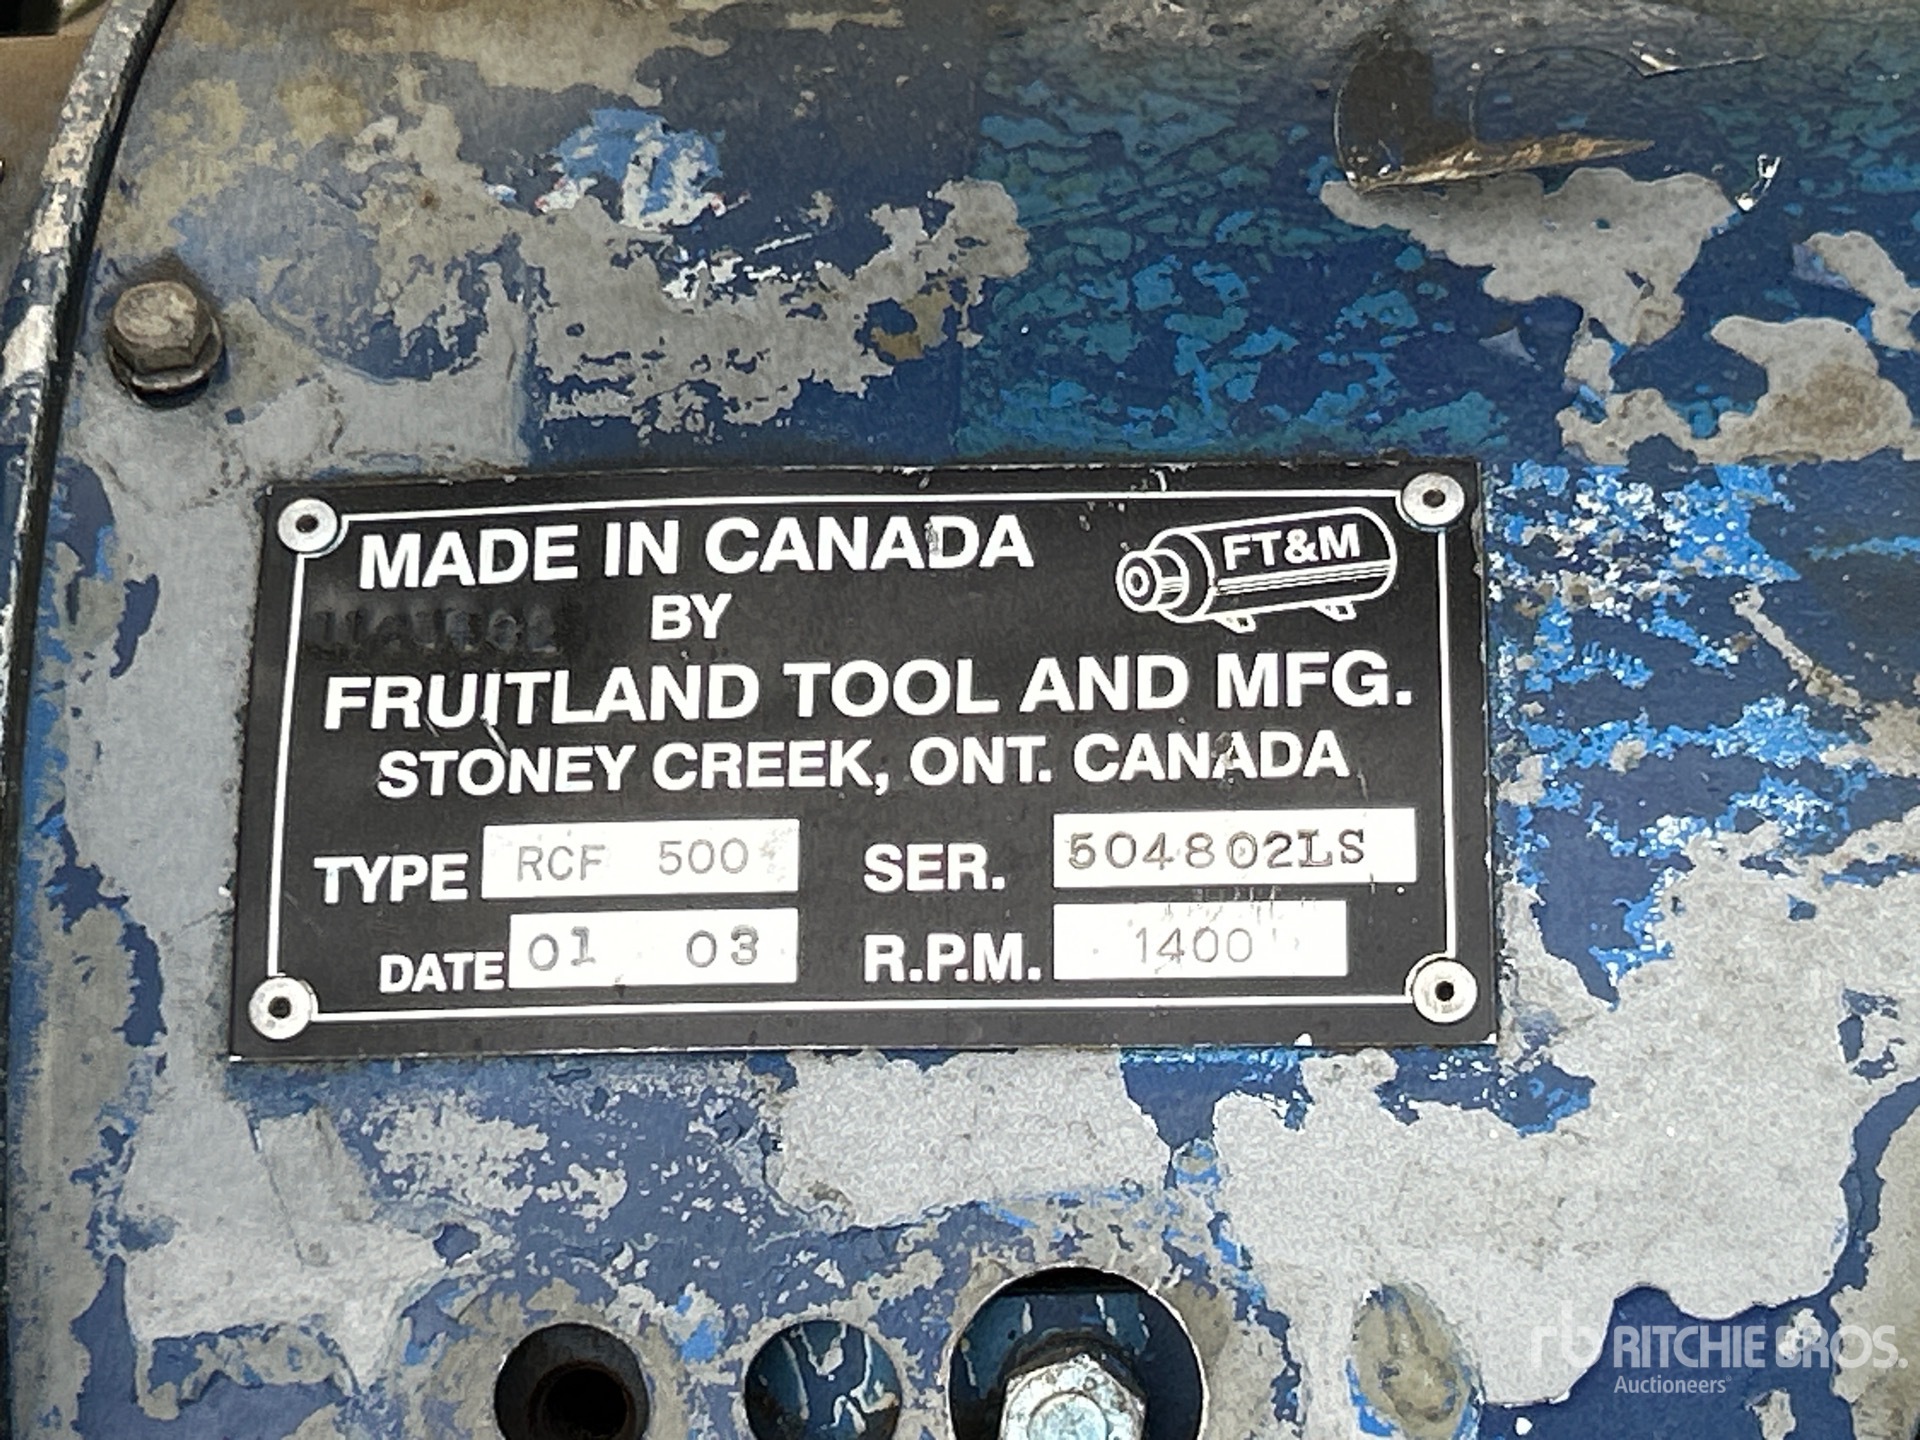 MADE IN CANADA
FT&M
BY
FRUITLAND TOOL AND MFG.
STONEY CREEK, ONT. CANADA
TYPE RCF 500 SER. 504802LS
DATE 01 03 R.P.M. 1400
rb RITCHIE BROS.
Auctioneers